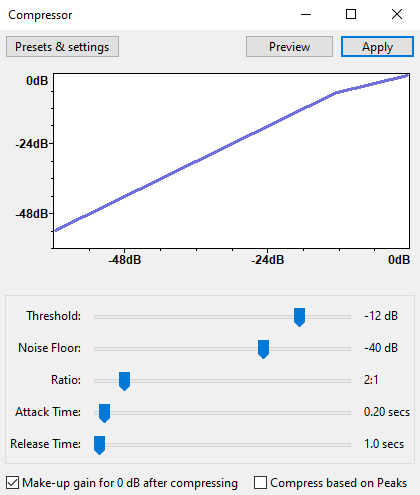 Compressor
Presets & settings Preview Apply
0dB
-24dB
-48dB
-48dB -24dB 0dB
Threshold: -12 dB
Noise Floor: -40 dB
Ratio: 2:1
Attack Time: 0.20 secs
Release Time: 1.0 secs
Make-up gain for 0 dB after compressing Compress based on Peaks